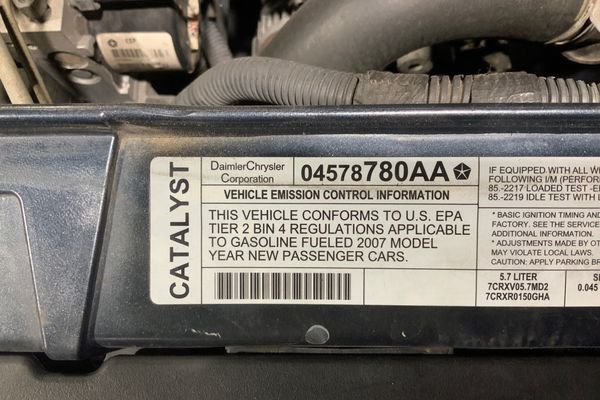 CATALYST
DaimlerChrysler
Corporation
04578780AA
VEHICLE EMISSION CONTROL INFORMATION
THIS VEHICLE CONFORMS TO U.S. EPA
TIER 2 BIN 4 REGULATIONS APPLICABLE
TO GASOLINE FUELED 2007 MODEL
YEAR NEW PASSENGER CARS.
IF EQUIPPED WITH ALL W
FOLLOWING I/M (PERFOR
85.-2217 LOADED TEST -E
85.-2219 IDLE TEST WITH L
* BASIC IGNITION TIMING AND
FACTORY. SEE THE SERVICE
ADDITIONAL INFORMATION.
* ADJUSTMENTS MADE BY OT
MAY VIOLATE LOCAL
CAUTION: APPLY PARKING BR
5.7 LITER
7CRXV05.7MD2
7CRXR0150GHA
0.045